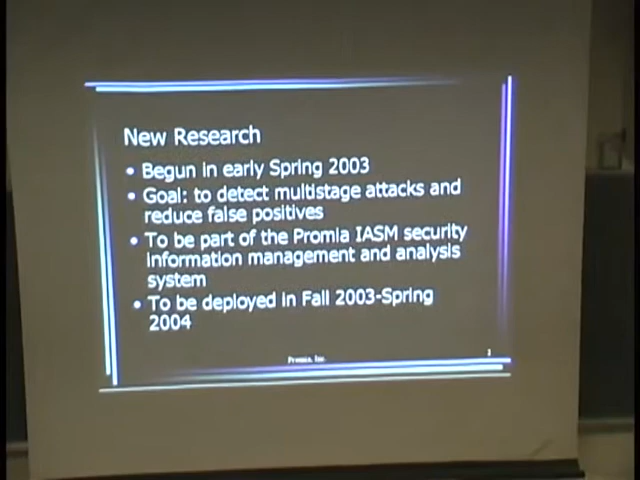 New Research
• Begun in early Spring 2003
• Goal: to detect multistage attacks and
reduce false positives
• To be part of the Promia IASM security
information management and analysis
system
• To be deployed in Fall 2003-Spring
2004
Promia, Inc.